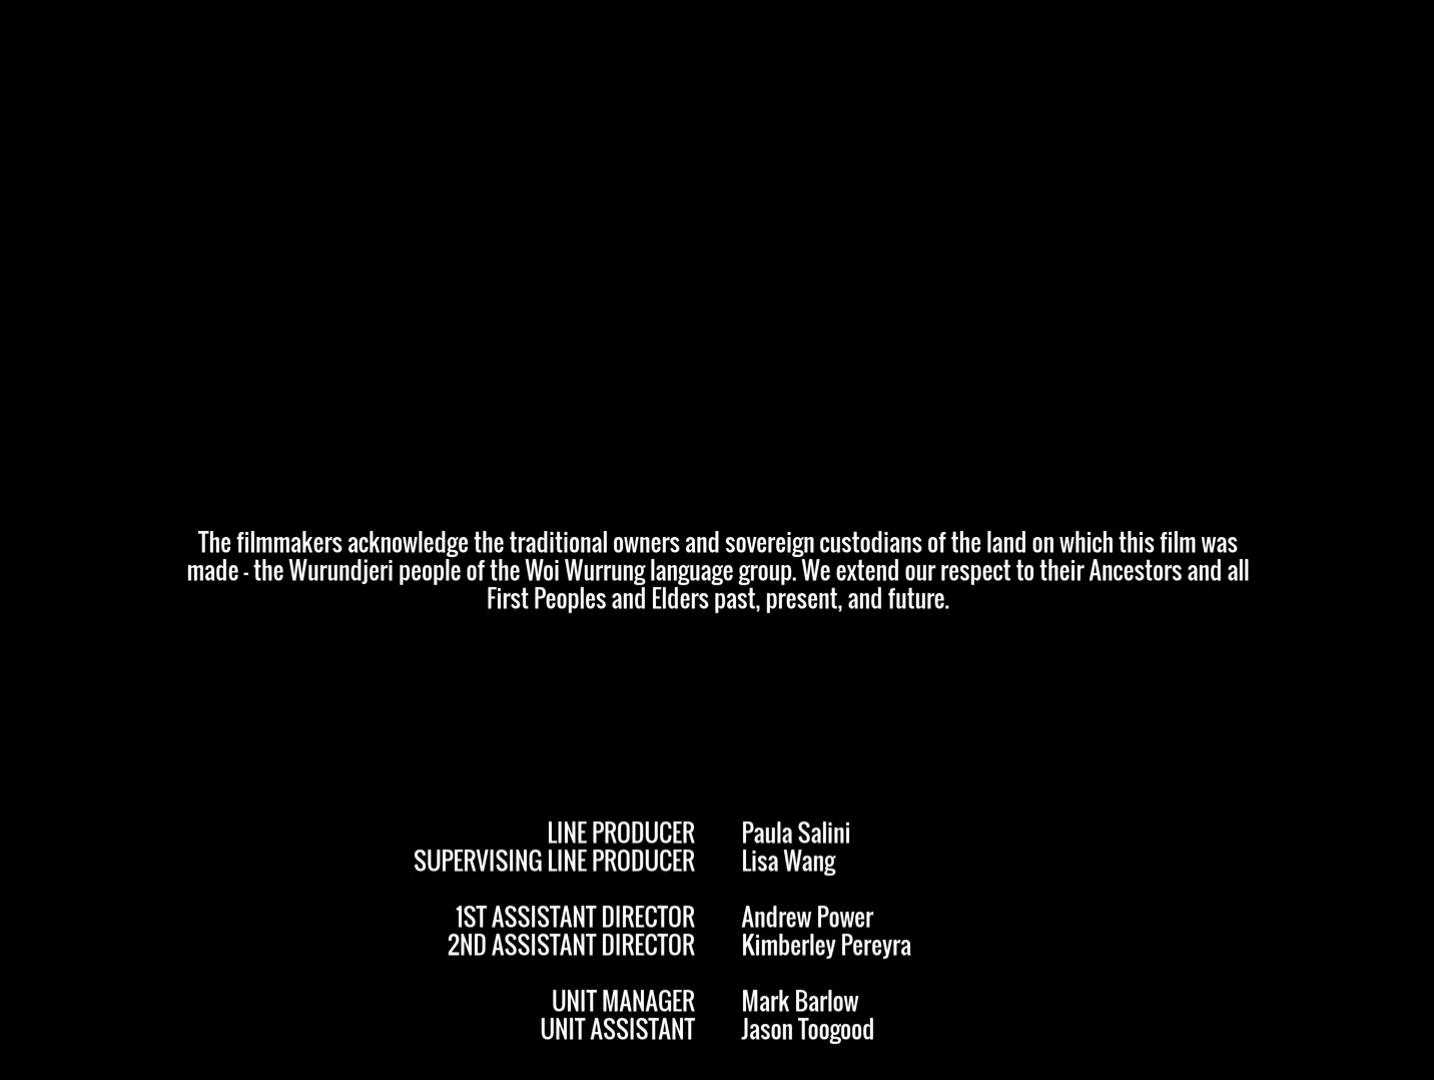 The filmmakers acknowledge the traditional owners and sovereign custodians of the land on which this film was
made - the Wurundjeri people of the Woi Wurrung language group. We extend our respect to their Ancestors and all
First Peoples and Elders past, present, and future.
LINE PRODUCER Paula Salini
SUPERVISING LINE PRODUCER Lisa Wang
1ST ASSISTANT DIRECTOR Andrew Power
2ND ASSISTANT DIRECTOR Kimberley Pereyra
UNIT MANAGER Mark Barlow
UNIT ASSISTANT Jason Toogood